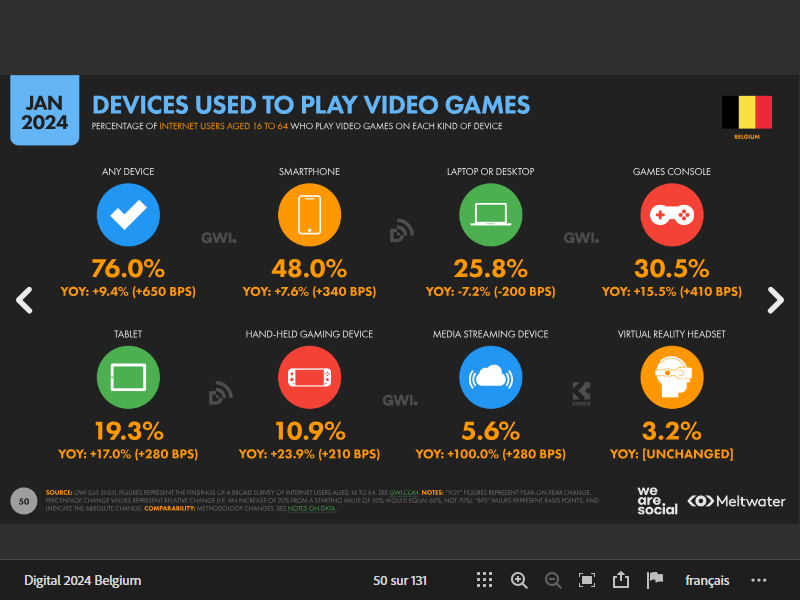 JAN
2024
DEVICES USED TO PLAY VIDEO GAMES
PERCENTAGE OF INTERNET USERS AGED 16 TO 64 WHO PLAY VIDEO GAMES ON EACH KIND OF DEVICE
BELGIUM
ANY DEVICE
SMARTPHONE
LAPTOP OR DESKTOP
GAMES CONSOLE
GWI.
GWI.
76.0%
48.0%
25.8%
30.5%
YOY: +9.4% (+650 BPS)
YOY: +7.6% (+340 BPS)
YOY: -7.2% (-200 BPS)
YOY: +15.5% (+410 BPS)
TABLET
HAND-HELD GAMING DEVICE
MEDIA STREAMING DEVICE
VIRTUAL REALITY HEADSET
GWI.
KEPIOS
19.3%
10.9%
5.6%
3.2%
YOY: +17.0% (+280 BPS)
YOY: +23.9% (+210 BPS)
YOY: +100.0% (+280 BPS)
YOY: [UNCHANGED]
50
SOURCE: GWI (Q3 2023). FIGURES REPRESENT THE FINDINGS OF A BROAD SURVEY OF INTERNET USERS AGED 16 TO 64. SEE GWI.COM. NOTES: "YOY" FIGURES REPRESENT YEAR-ON-YEAR CHANGE.
PERCENTAGE CHANGE VALUES REPRESENT RELATIVE CHANGE (I.E. AN INCREASE OF 20% FROM A STARTING VALUE OF 50% WOULD EQUAL 60%, NOT 70%). "BPS" VALUES REPRESENT BASIS POINTS, AND
INDICATE THE ABSOLUTE CHANGE. COMPARABILITY: METHODOLOGY CHANGES. SEE NOTES ON DATA.
we
are.
social
Meltwater
Digital 2024 Belgium
50 sur 131
français